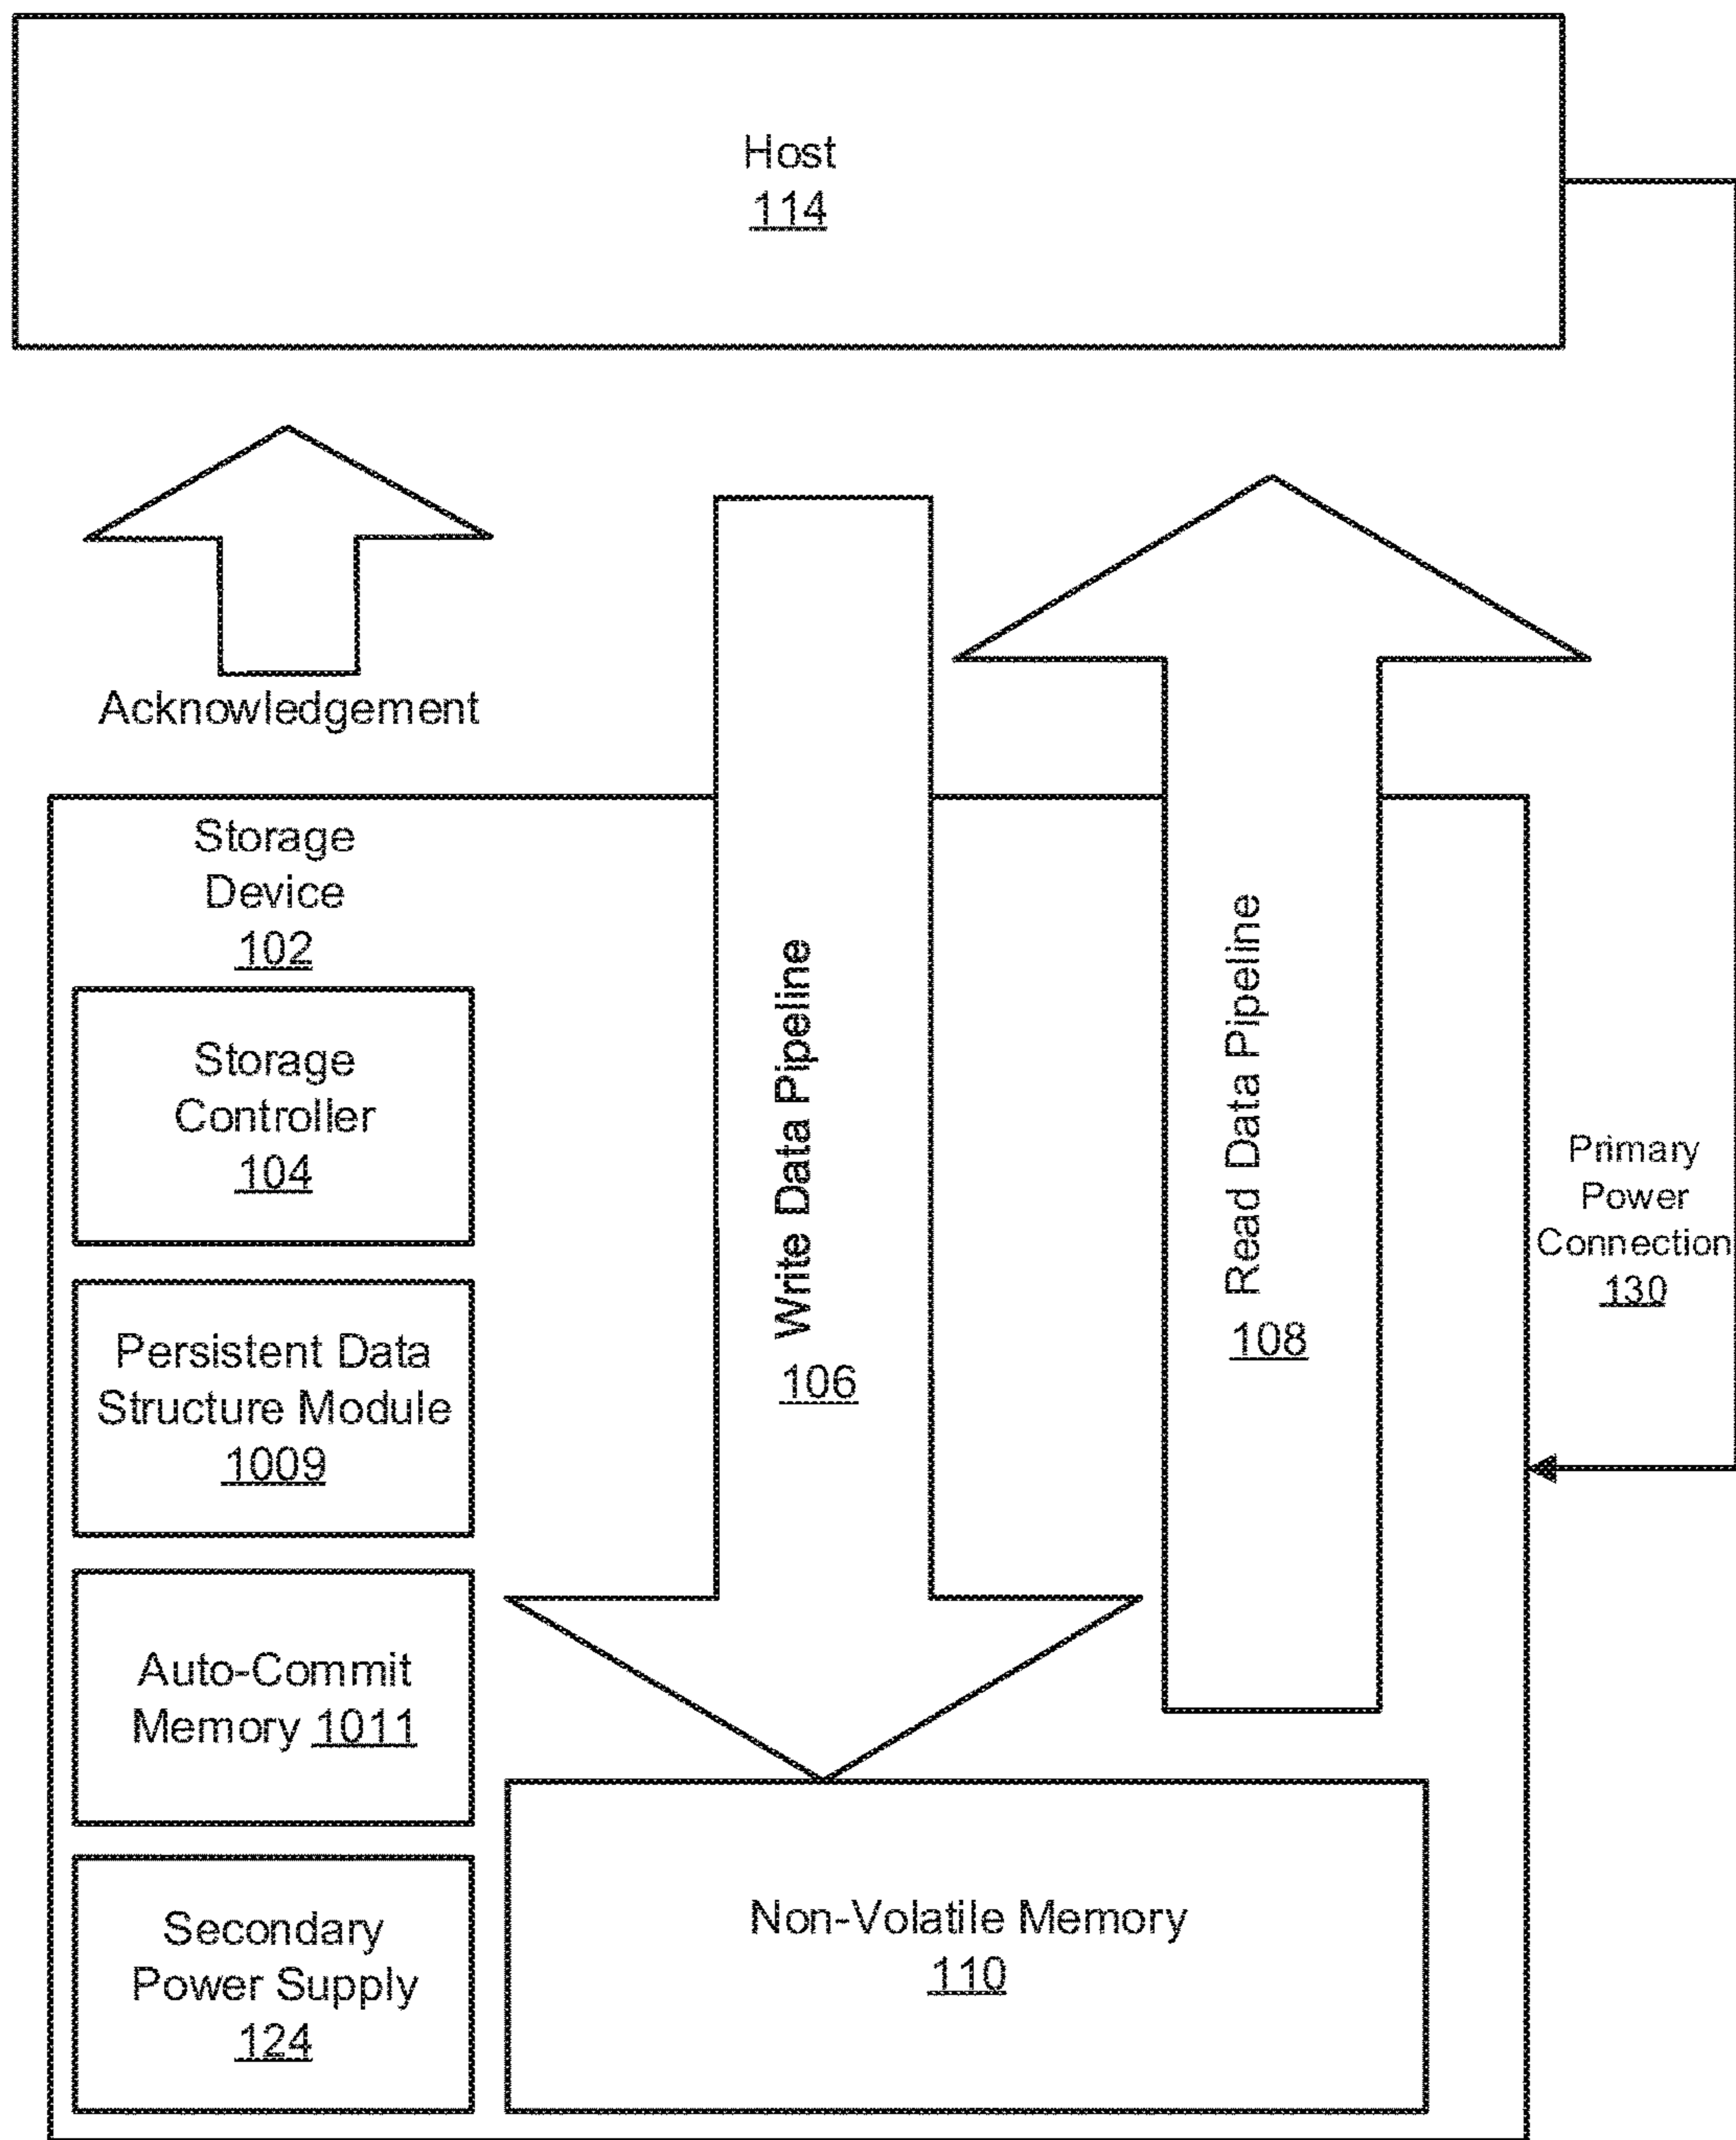 Host
114
Acknowledgement
Storage
Device
102
Storage
Controller
104
Persistent Data
Structure Module
1009
Auto-Commit
Memory 1011
Secondary
Power Supply
124
Write Data Pipeline
106
Read Data Pipeline
108
Primary
Power
Connection
130
Non-Volatile Memory
110